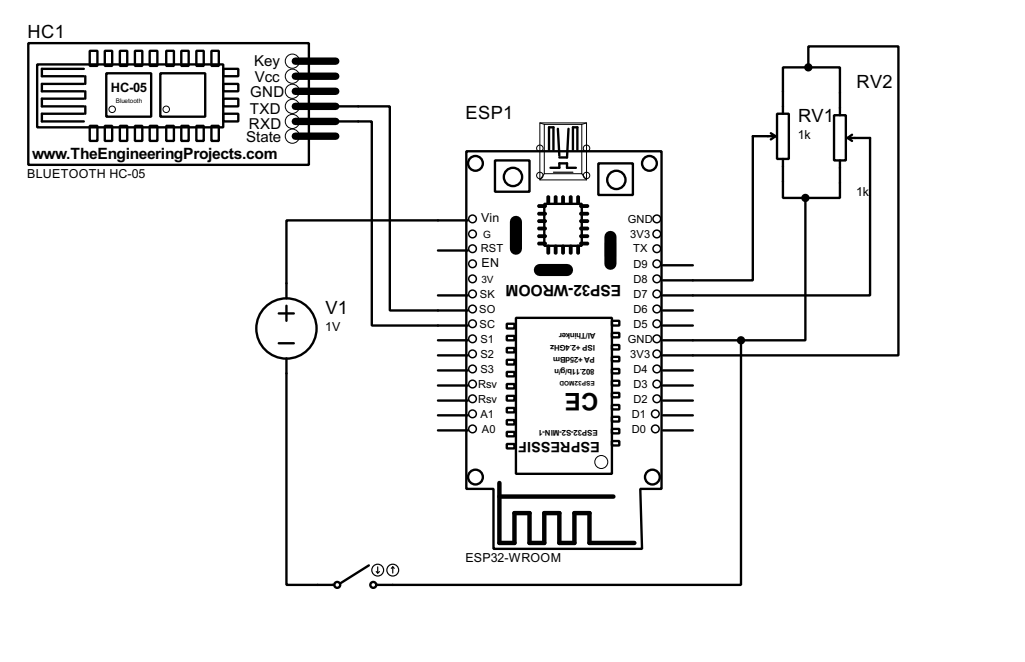 HC1
Key
Vcc
GND
TXD
RXD
State
HC-05
Bluetooth
www.TheEngineeringProjects.com
BLUETOOTH HC-05
ESP1
Vin
G
RST
EN
3V
SK
SO
SC
S1
S2
S3
Rsv
Rsv
A1
A0
GND
3V3
TX
D9
D8
D7
D6
D5
GND
3V3
D4
D3
D2
D1
D0
ESP32-WROOM
AI/Thinker
ISP +2.4GHz
PA +25dBm
802.11b/g/n
ESP32MOD
CE
ESP32-S2-MIN-1
ESPRESSIF
ESP32-WROOM
V1
1V
+
−
RV2
1k
RV1
1k